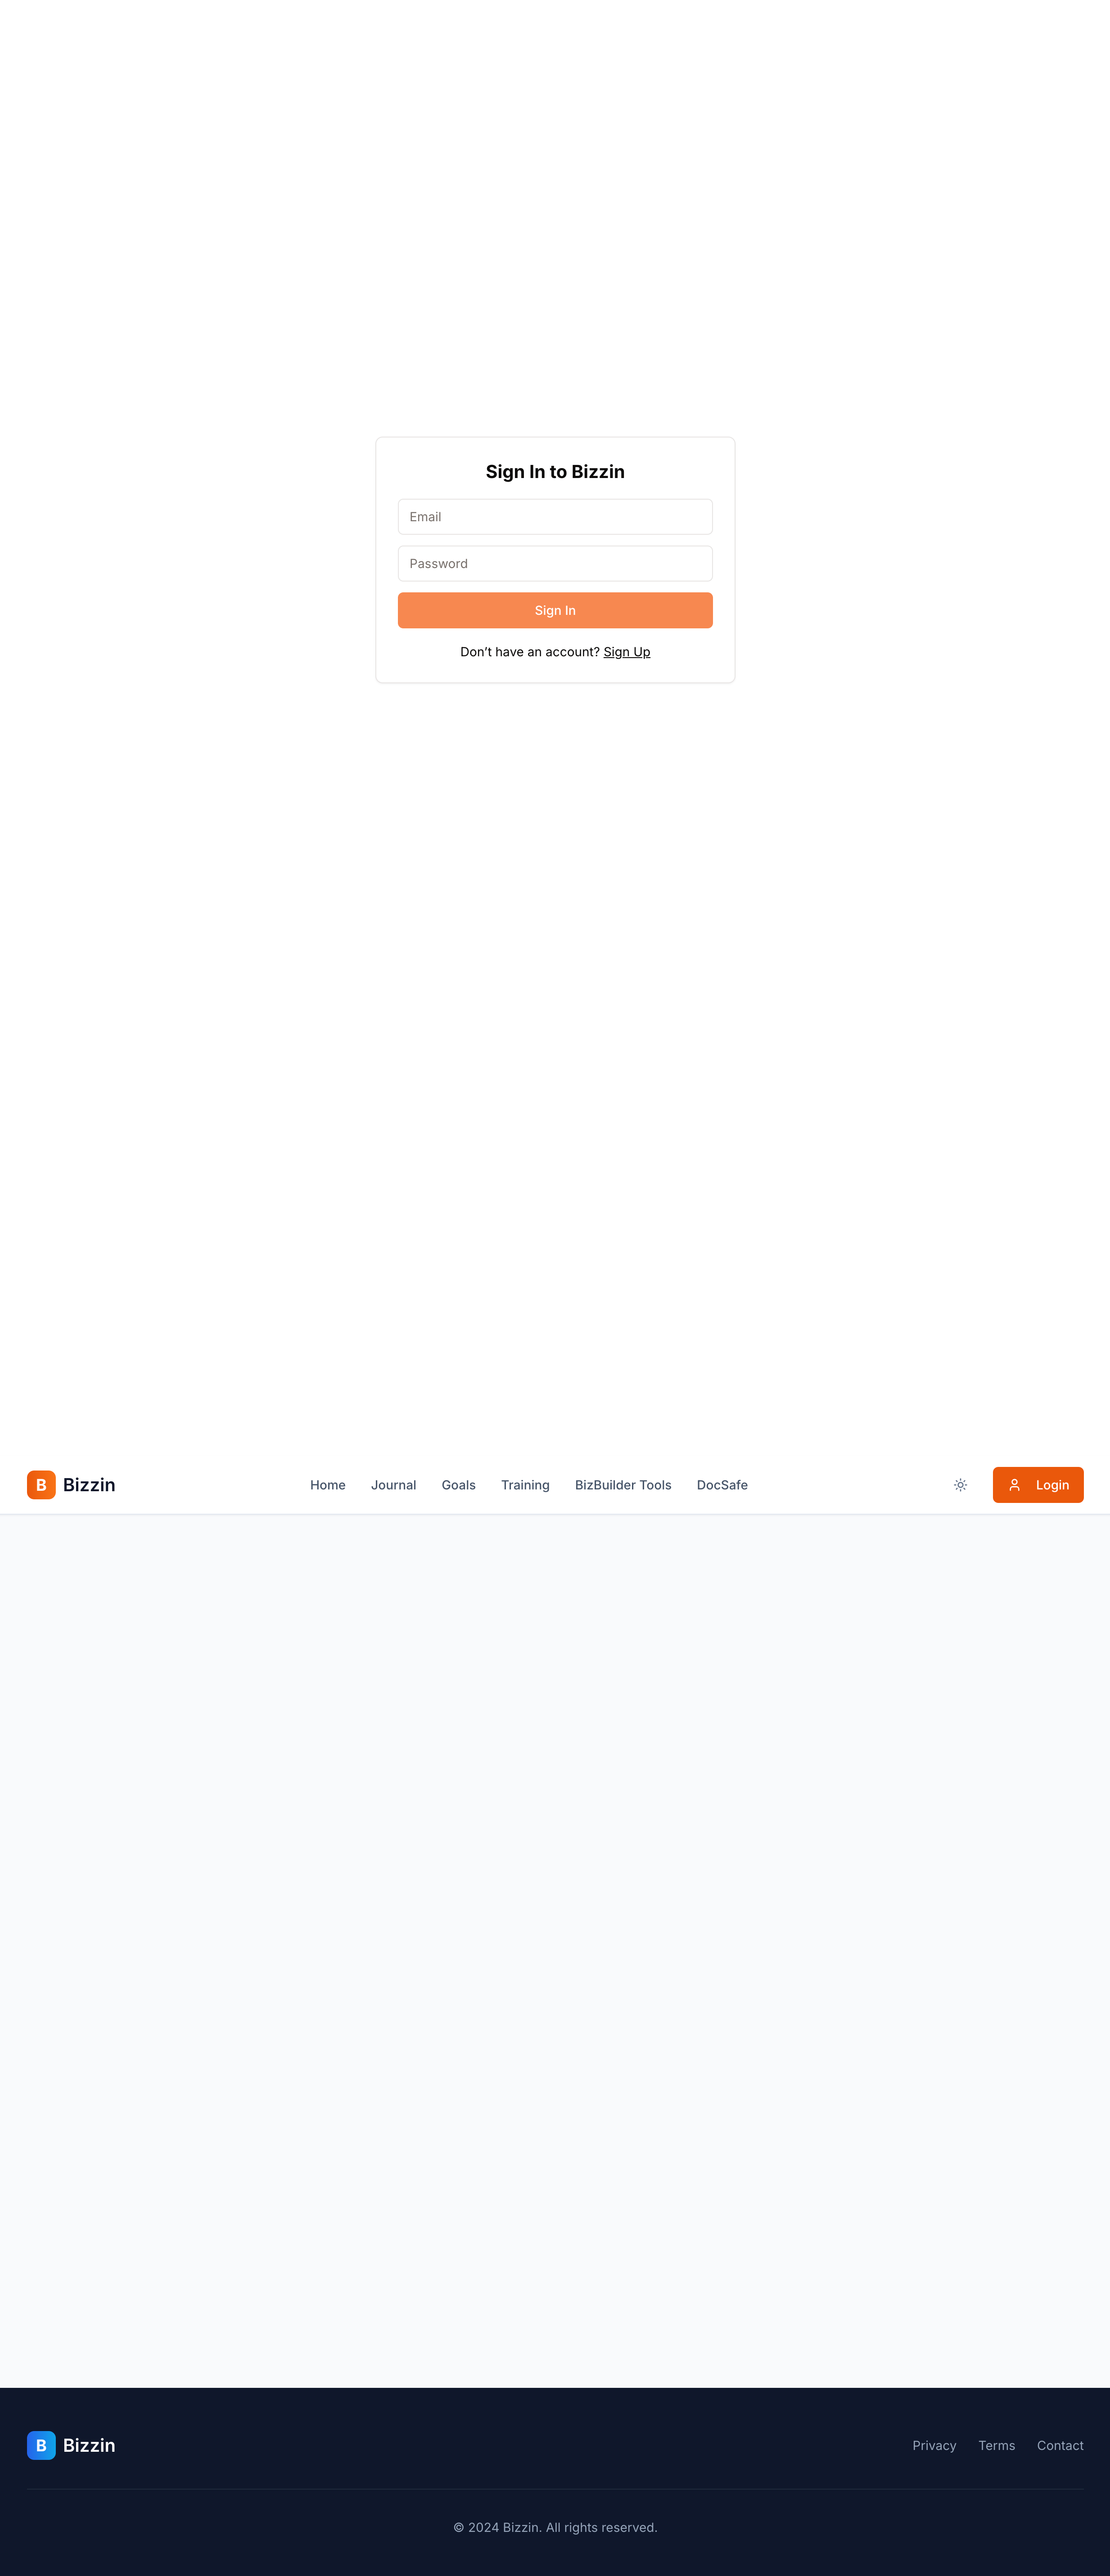 Sign In to Bizzin
Email
Password
Sign In
Don’t have an account? Sign Up
B Bizzin Home Journal Goals Training BizBuilder Tools DocSafe Login
B Bizzin Privacy Terms Contact
© 2024 Bizzin. All rights reserved.